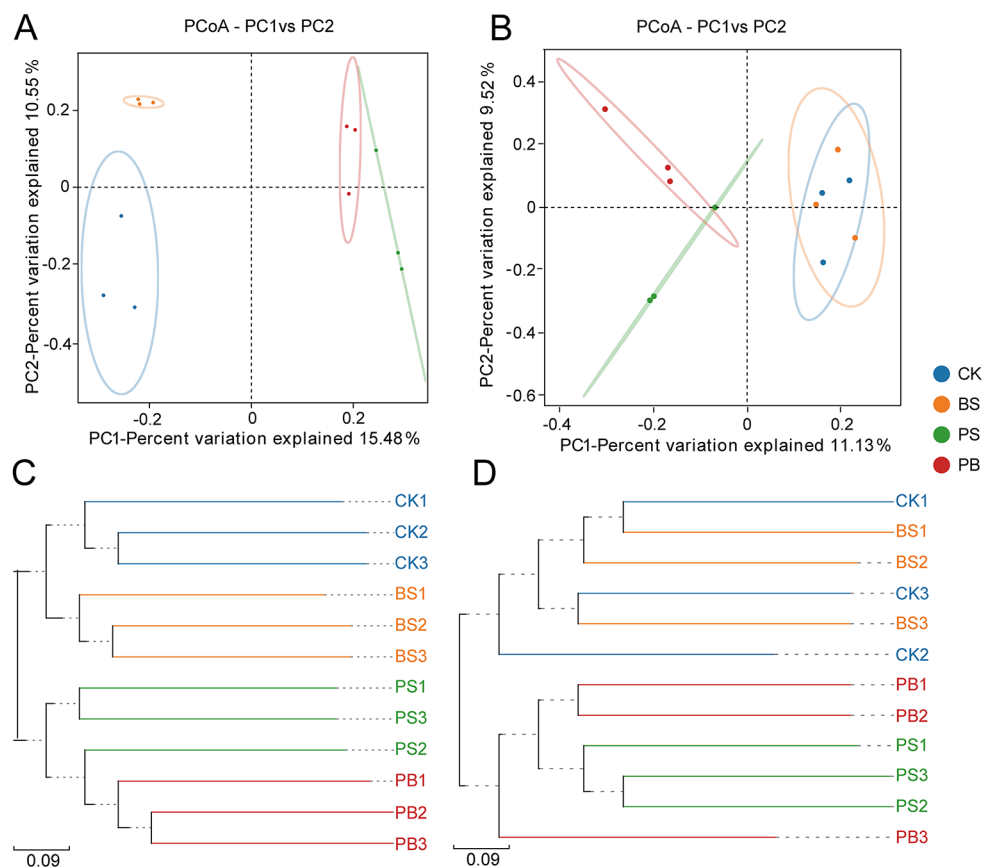 A
PCoA - PC1vs PC2
PC2-Percent variation explained 10.55 %
0.2
0
-0.2
-0.4
-0.2
0
0.2
PC1-Percent variation explained 15.48 %
B
PCoA - PC1vs PC2
PC2-Percent variation explained 9.52 %
0.4
0.2
0
-0.2
-0.4
-0.6
-0.4
-0.2
0
0.2
PC1-Percent variation explained 11.13 %
CK
BS
PS
PB
C
CK1
CK2
CK3
BS1
BS2
BS3
PS1
PS3
PS2
PB1
PB2
PB3
0.09
D
CK1
BS1
BS2
CK3
BS3
CK2
PB1
PB2
PS1
PS3
PS2
PB3
0.09